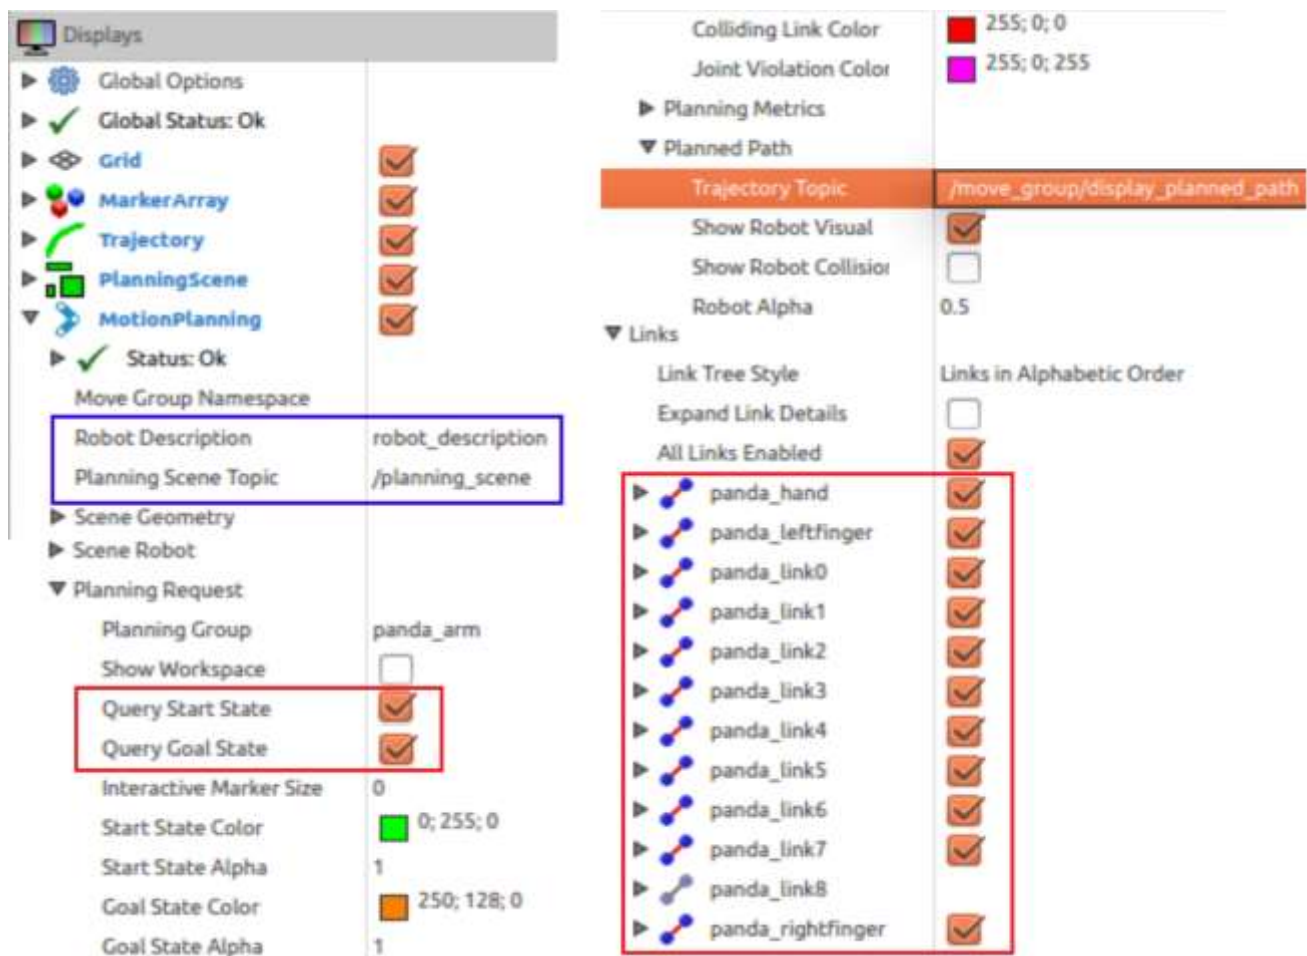 Displays
Global Options
Global Status: Ok
Grid
MarkerArray
Trajectory
PlanningScene
MotionPlanning
Status: Ok
Move Group Namespace
Robot Description robot_description
Planning Scene Topic /planning_scene
Scene Geometry
Scene Robot
Planning Request
Planning Group panda_arm
Show Workspace
Query Start State
Query Goal State
Interactive Marker Size 0
Start State Color 0; 255; 0
Start State Alpha 1
Goal State Color 250; 128; 0
Goal State Alpha 1
Colliding Link Color 255; 0; 0
Joint Violation Color 255; 0; 255
Planning Metrics
Planned Path
Trajectory Topic /move_group/display_planned_path
Show Robot Visual
Show Robot Collision
Robot Alpha 0.5
Links
Link Tree Style Links in Alphabetic Order
Expand Link Details
All Links Enabled
panda_hand
panda_leftfinger
panda_link0
panda_link1
panda_link2
panda_link3
panda_link4
panda_link5
panda_link6
panda_link7
panda_link8
panda_rightfinger